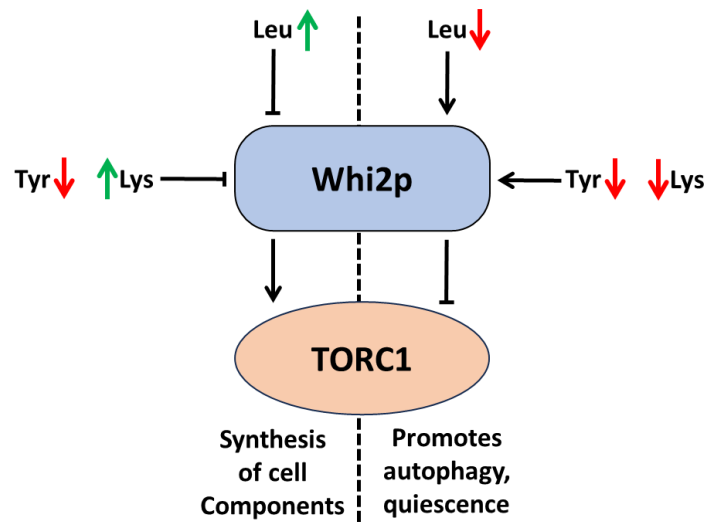 Leu
Leu
Tyr
Lys
Whi2p
Tyr
Lys
TORC1
Synthesis
of cell
Components
Promotes
autophagy,
quiescence